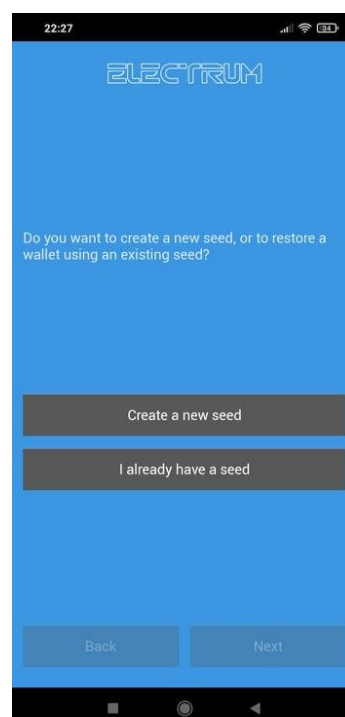 22:27
34
ELECTRUM
Do you want to create a new seed, or to restore a
wallet using an existing seed?
Create a new seed
I already have a seed
Back
Next